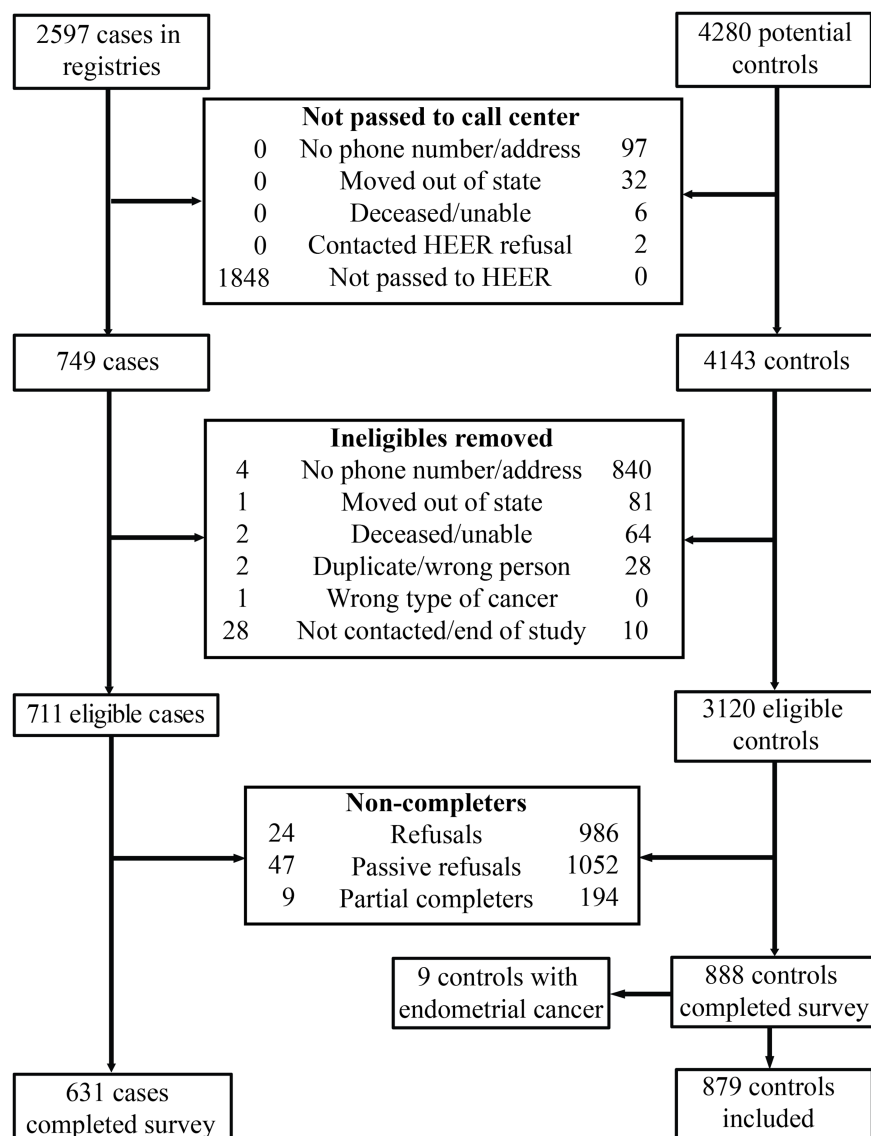 2597 cases in
registries
4280 potential
controls
Not passed to call center
0 No phone number/address 97
0 Moved out of state 32
0 Deceased/unable 6
0 Contacted HEER refusal 2
1848 Not passed to HEER 0
749 cases
4143 controls
Ineligibles removed
4 No phone number/address 840
1 Moved out of state 81
2 Deceased/unable 64
2 Duplicate/wrong person 28
1 Wrong type of cancer 0
28 Not contacted/end of study 10
711 eligible cases
3120 eligible
controls
Non-completers
24 Refusals 986
47 Passive refusals 1052
9 Partial completers 194
9 controls with
endometrial cancer
888 controls
completed survey
631 cases
completed survey
879 controls
included